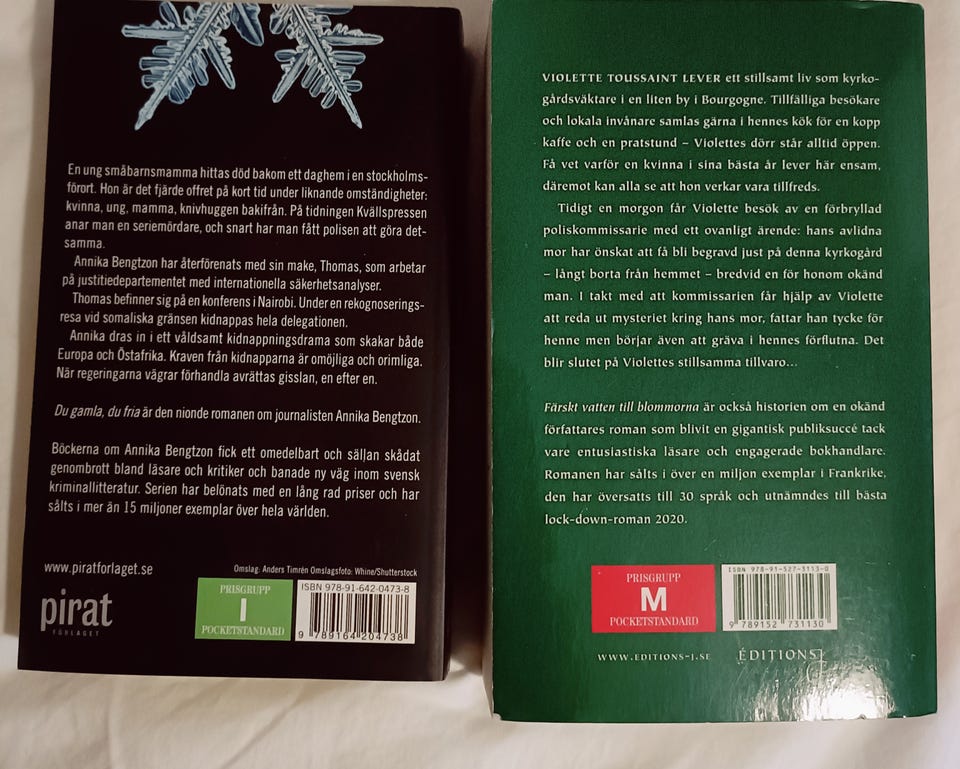 En ung småbarnsmamma hittas död bakom ett daghem i en stockholms-
förort. Hon är det fjärde offret på kort tid under liknande omständigheter:
kvinna, ung, mamma, knivhuggen bakifrån. På tidningen Kvällspressen
anar man en seriemördare, och snart har man fått polisen att göra det-
samma.
Annika Bengtzon har återförenats med sin make, Thomas, som arbetar
på justitiedepartementet med internationella säkerhetsanalyser.
Thomas befinner sig på en konferens i Nairobi. Under en rekognoserings-
resa vid somaliska gränsen kidnappas hela delegationen.
Annika dras in i ett våldsamt kidnappningsdrama som skakar både
Europa och Östafrika. Kraven från kidnapparna är omöjliga och orimliga.
När regeringarna vägrar förhandla avrättas gisslan, en efter en.
Du gamla, du fria är den nionde romanen om journalisten Annika Bengtzon.
Böckerna om Annika Bengtzon fick ett omedelbart och sällan skådat
genombrott bland läsare och kritiker och banade ny väg inom svensk
kriminallitteratur. Serien har belönats med en lång rad priser och har
sålts i mer än 15 miljoner exemplar över hela världen.
www.piratforlaget.se
Omslag: Anders Timrén Omslagsfoto: Whine/Shutterstock
pirat
FÖRLAGET
PRISGRUPP
I
POCKETSTANDARD
ISBN 978-91-642-0473-8
9 789164 204738
VIOLETTE TOUSSAINT LEVER ett stillsamt liv som kyrko-
gårdsväktare i en liten by i Bourgogne. Tillfälliga besökare
och lokala invånare samlas gärna i hennes kök för en kopp
kaffe och en pratstund – Violettes dörr står alltid öppen.
Få vet varför en kvinna i sina bästa år lever här ensam,
däremot kan alla se att hon verkar vara tillfreds.
Tidigt en morgon får Violette besök av en förbryllad
poliskommissarie med ett ovanligt ärende: hans avlidna
mor har önskat att få bli begravd just på denna kyrkogård
– långt borta från hemmet – bredvid en för honom okänd
man. I takt med att kommissarien får hjälp av Violette
att reda ut mysteriet kring hans mor, fattar han tycke för
henne men börjar även att gräva i hennes förflutna. Det
blir slutet på Violettes stillsamma tillvaro...
Färskt vatten till blommorna är också historien om en okänd
författares roman som blivit en gigantisk publiksuccé tack
vare entusiastiska läsare och engagerade bokhandlare.
Romanen har sålts i över en miljon exemplar i Frankrike,
den har översatts till 30 språk och utnämndes till bästa
lock-down-roman 2020.
PRISGRUPP
M
POCKETSTANDARD
ISBN 978-91-527-3113-0
9 789152 731130
WWW.EDITIONS-J.SE
ÉDITIONS J